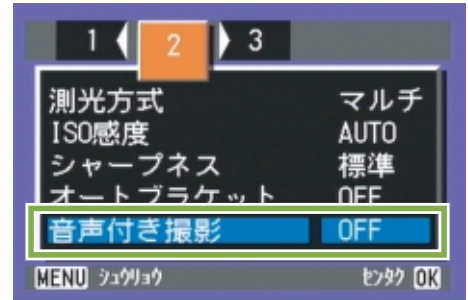 1 2 3
測光方式 マルチ
ISO感度 AUTO
シャープネス 標準
オートブラケット OFF
音声付き撮影 OFF
MENU シュウリョウ センタク OK